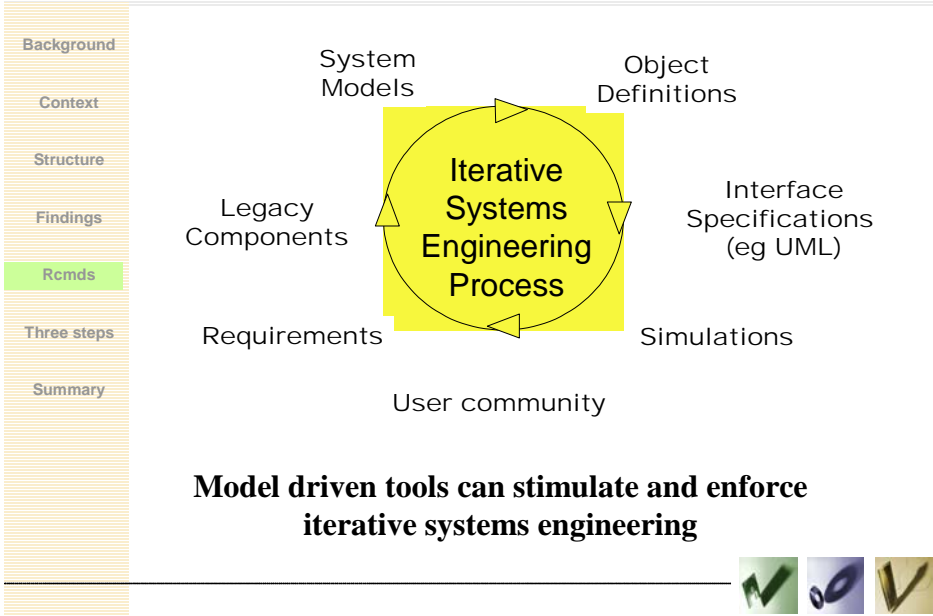 Background
Context
Structure
Findings
Rcmds
Three steps
Summary
System
Models
Object
Definitions
Iterative
Systems
Engineering
Process
Legacy
Components
Interface
Specifications
(eg UML)
Requirements
Simulations
User community
Model driven tools can stimulate and enforce
iterative systems engineering